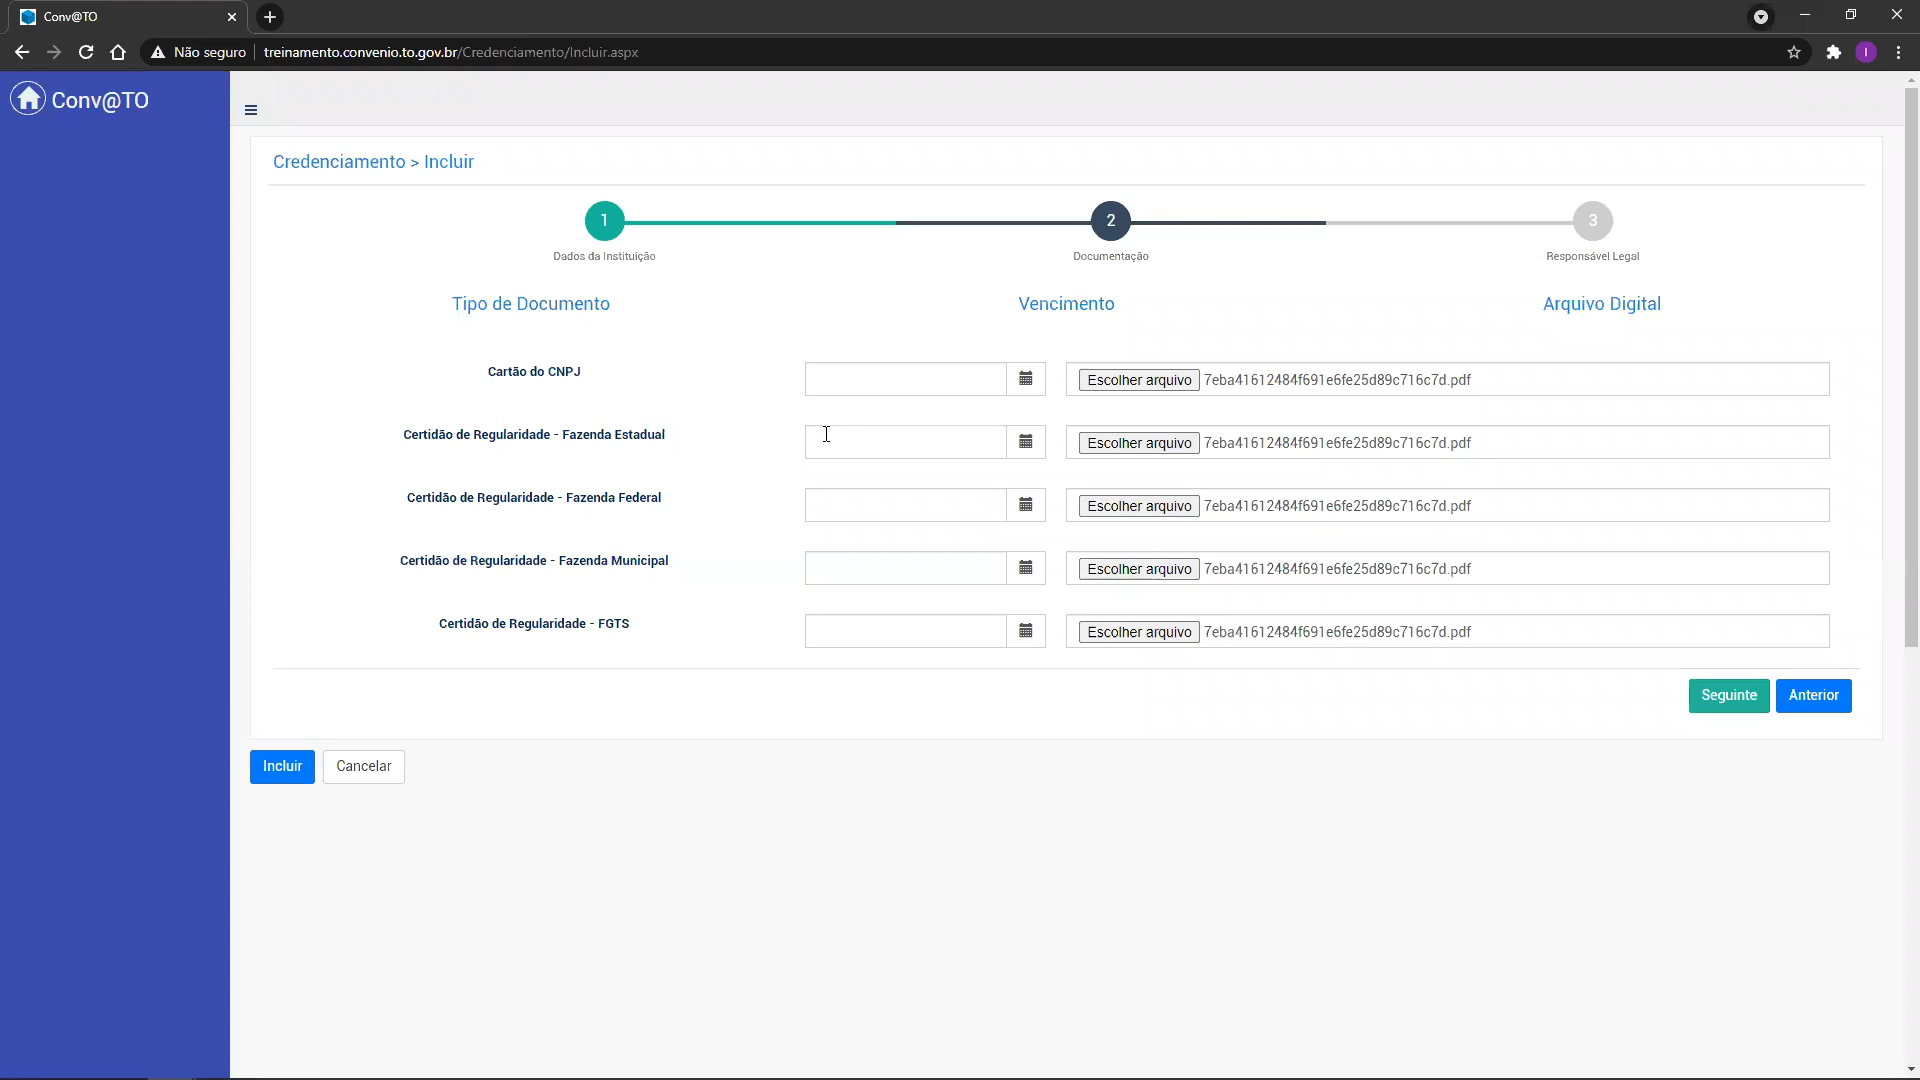 Conv@TO
Não seguro
treinamento.convenio.to.gov.br/Credenciamento/Incluir.aspx
I
Conv@TO
Credenciamento > Incluir
1
2
3
Dados da Instituição
Documentação
Responsável Legal
Tipo de Documento
Vencimento
Arquivo Digital
Cartão do CNPJ
Escolher arquivo 7eba41612484f691e6fe25d89c716c7d.pdf
Certidão de Regularidade - Fazenda Estadual
Escolher arquivo 7eba41612484f691e6fe25d89c716c7d.pdf
Certidão de Regularidade - Fazenda Federal
Escolher arquivo 7eba41612484f691e6fe25d89c716c7d.pdf
Certidão de Regularidade - Fazenda Municipal
Escolher arquivo 7eba41612484f691e6fe25d89c716c7d.pdf
Certidão de Regularidade - FGTS
Escolher arquivo 7eba41612484f691e6fe25d89c716c7d.pdf
Seguinte
Anterior
Incluir
Cancelar